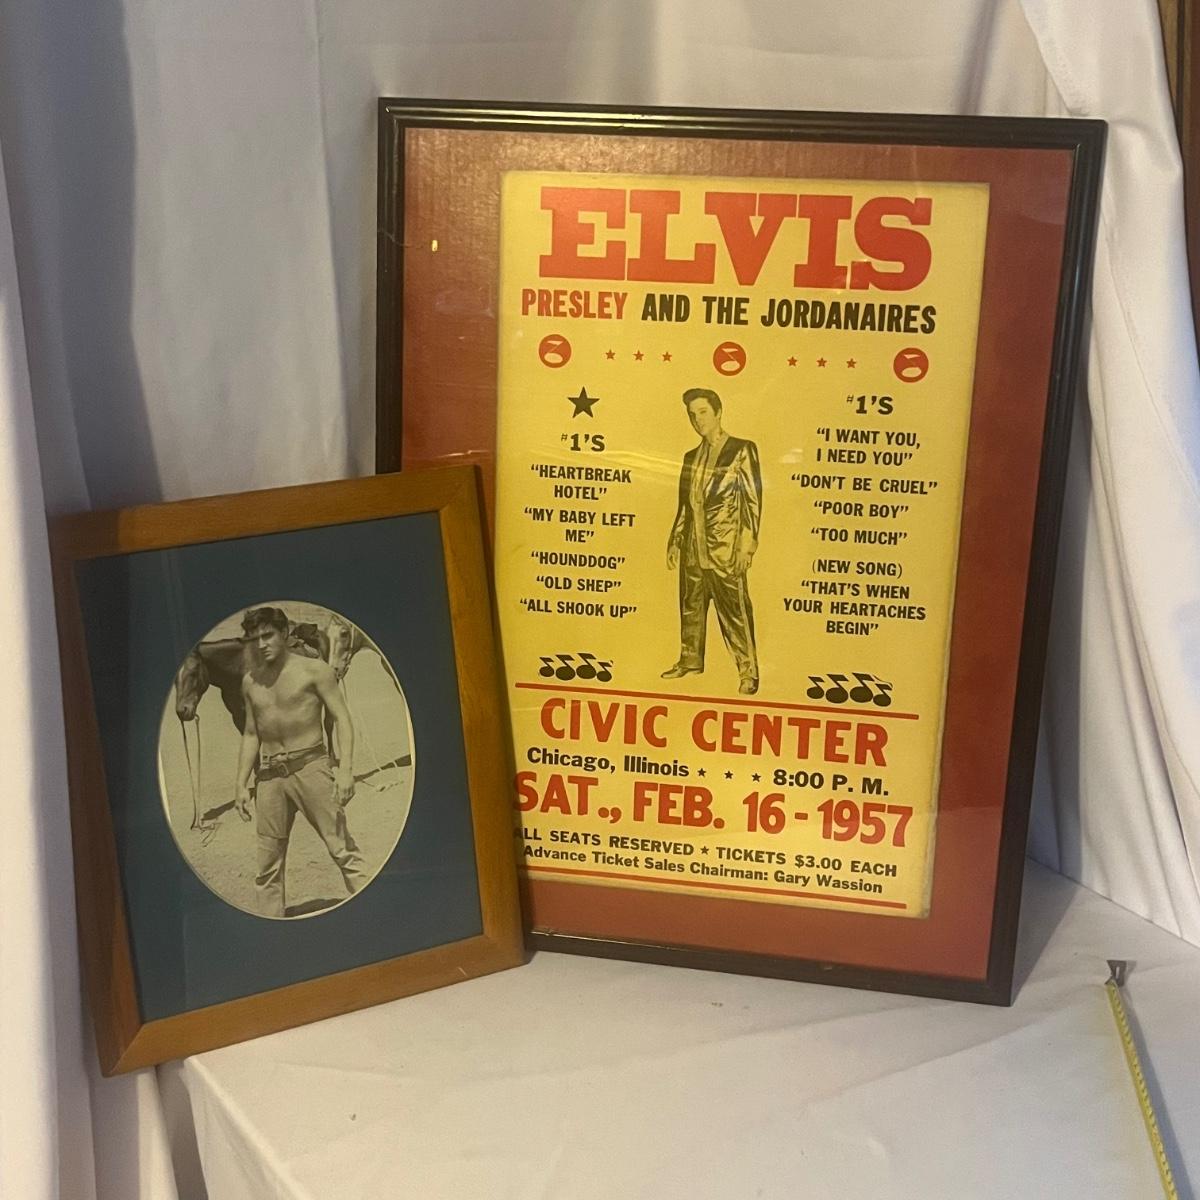 ELVIS
PRESLEY AND THE JORDANAIRES
#1'S
"HEARTBREAK
HOTEL"
"MY BABY LEFT
ME"
"HOUNDDOG"
"OLD SHEP"
"ALL SHOOK UP"
#1'S
"I WANT YOU,
I NEED YOU"
"DON'T BE CRUEL"
"POOR BOY"
"TOO MUCH"
(NEW SONG)
"THAT'S WHEN
YOUR HEARTACHES
BEGIN"
CIVIC CENTER
Chicago, Illinois ★ ★ ★ 8:00 P. M.
SAT., FEB. 16 - 1957
ALL SEATS RESERVED ★ TICKETS $3.00 EACH
Advance Ticket Sales Chairman: Gary Wassion